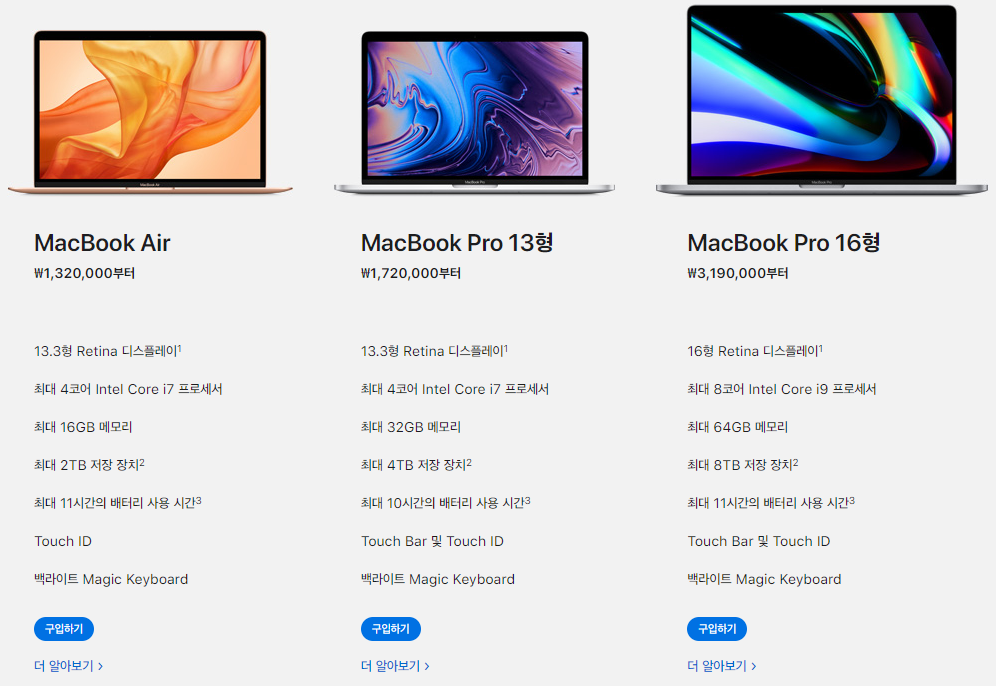 MacBook Air
₩1,320,000부터
13.3형 Retina 디스플레이1
최대 4코어 Intel Core i7 프로세서
최대 16GB 메모리
최대 2TB 저장 장치2
최대 11시간의 배터리 사용 시간3
Touch ID
백라이트 Magic Keyboard
구입하기
더 알아보기 >
MacBook Pro 13형
₩1,720,000부터
13.3형 Retina 디스플레이1
최대 4코어 Intel Core i7 프로세서
최대 32GB 메모리
최대 4TB 저장 장치2
최대 10시간의 배터리 사용 시간3
Touch Bar 및 Touch ID
백라이트 Magic Keyboard
구입하기
더 알아보기 >
MacBook Pro 16형
₩3,190,000부터
16형 Retina 디스플레이1
최대 8코어 Intel Core i9 프로세서
최대 64GB 메모리
최대 8TB 저장 장치2
최대 11시간의 배터리 사용 시간3
Touch Bar 및 Touch ID
백라이트 Magic Keyboard
구입하기
더 알아보기 >